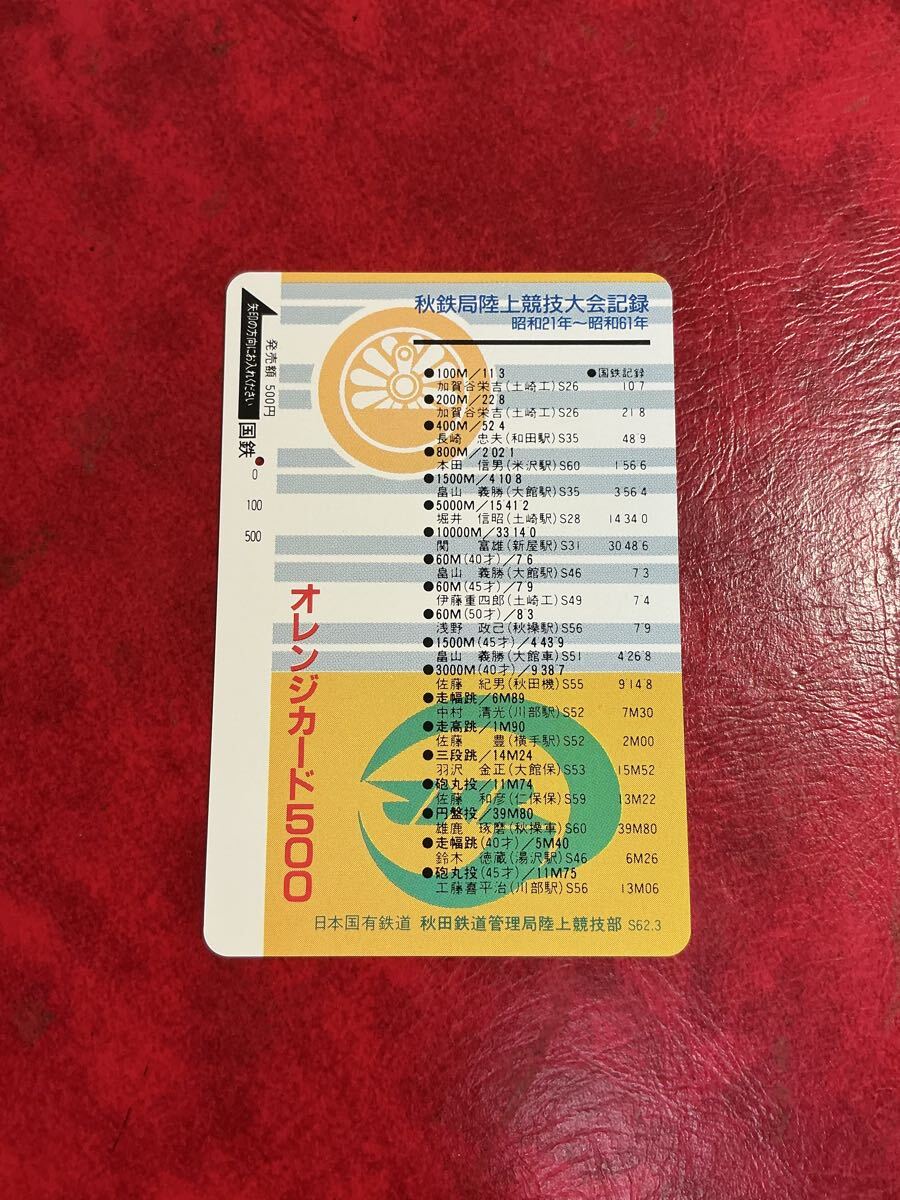 矢印の方向にお入れください
発売額 500円
国鉄
0
100
500
オレンジカード500
秋鉄局陸上競技大会記録
昭和21年〜昭和61年
●100M/11 3 ●国鉄記録
加賀谷栄吉(土崎工)S26 10 7
●200M/22 8
加賀谷栄吉(土崎工)S26 21 8
●400M/52 4
長崎 忠夫(和田駅)S35 48 9
●800M/2 02 1
本田 信男(米沢駅)S60 1 56 6
●1500M/4 10 8
畠山 義勝(大館駅)S35 3 56 4
●5000M/15 41 2
堀井 信昭(土崎駅)S28 14 34 0
●10000M/33 14 0
関 富雄(新屋駅)S31 30 48 6
●60M(40才)/7 6
畠山 義勝(大館駅)S46 7 3
●60M(45才)/7 9
伊藤重四郎(土崎工)S49 7 4
●60M(50才)/8 3
浅野 政己(秋操駅)S56 7 9
●1500M(45才)/4 43 9
畠山 義勝(大館車)S51 4 26 8
●3000M(40才)/9 38 7
佐藤 紀男(秋田機)S55 9 14 8
●走幅跳/6M89
中村 清光(川部駅)S52 7M30
●走高跳/1M90
佐藤 豊(横手駅)S52 2M00
●三段跳/14M24
羽沢 金正(大館保)S53 15M52
●砲丸投/11M74
佐藤 和彦(仁保保)S59 13M22
●円盤投/39M80
雄鹿 琢磨(秋操車)S60 39M80
●走幅跳(40才)/5M40
鈴木 徳蔵(湯沢駅)S46 6M26
●砲丸投(45才)/11M75
工藤喜平治(川部駅)S56 13M06
日本国有鉄道 秋田鉄道管理局陸上競技部 S62.3